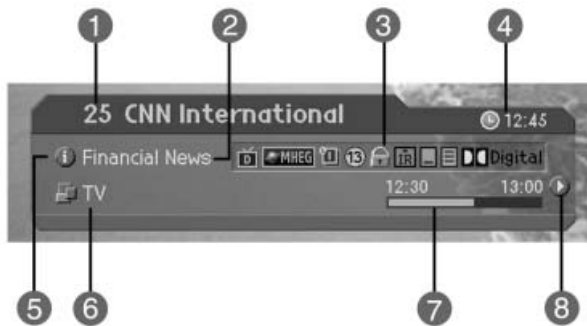 1 2 3 4
25 CNN International 12:45
i Financial News D MHEG 13 IR Digital
TV 12:30 13:00
5 6 7 8